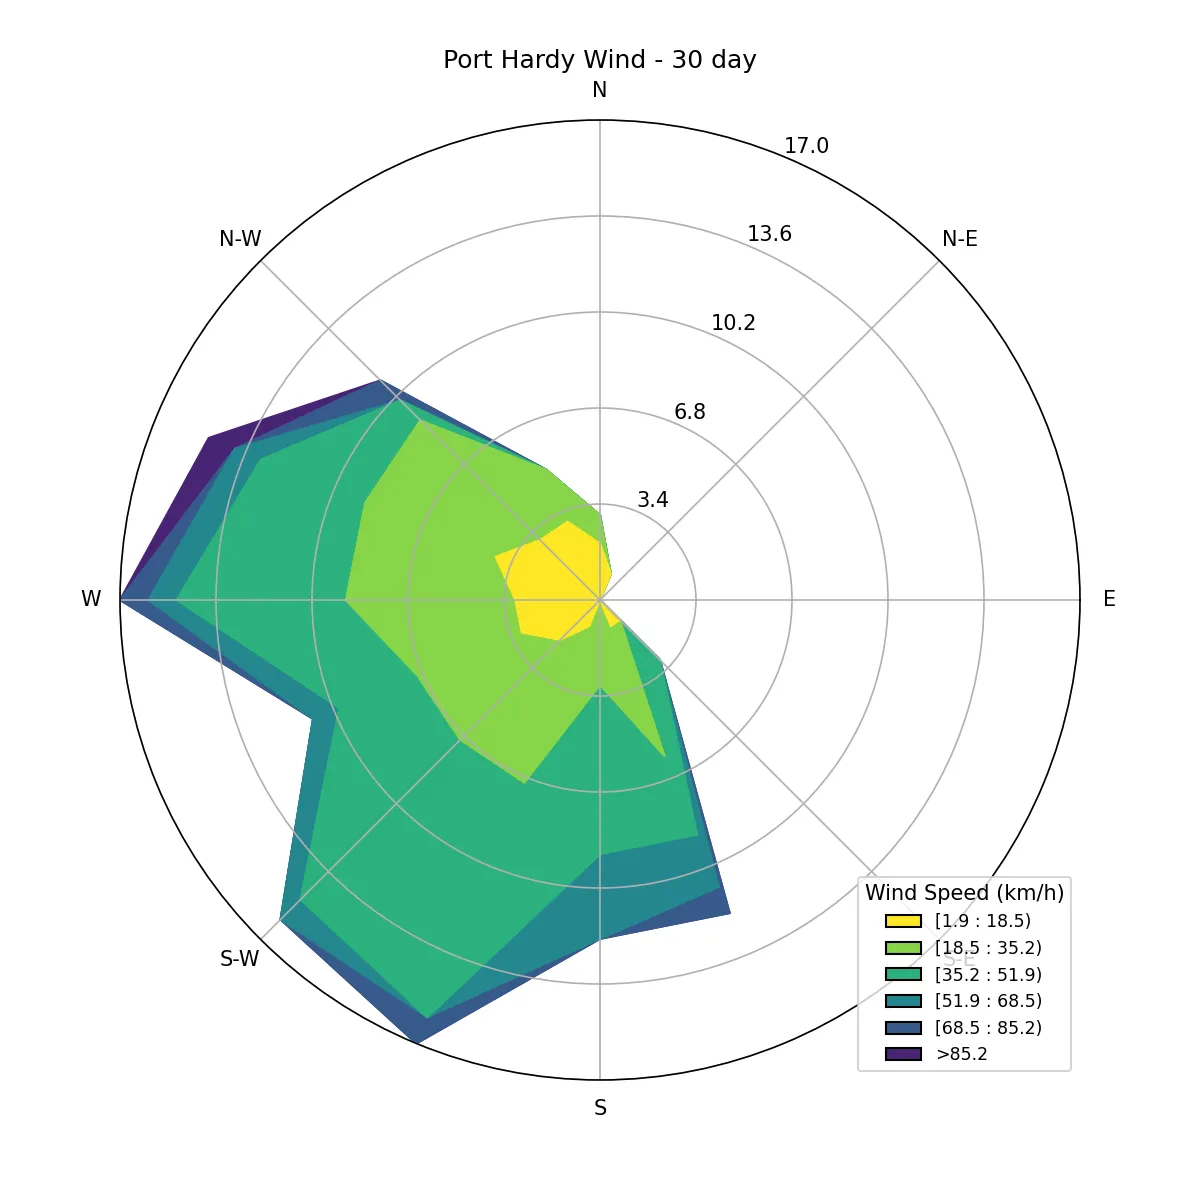 Port Hardy Wind - 30 day
N
17.0
N-W
13.6
N-E
10.2
6.8
3.4
W
E
S-W
S-E
S
Wind Speed (km/h)
[1.9 : 18.5)
[18.5 : 35.2)
[35.2 : 51.9)
[51.9 : 68.5)
[68.5 : 85.2)
>85.2